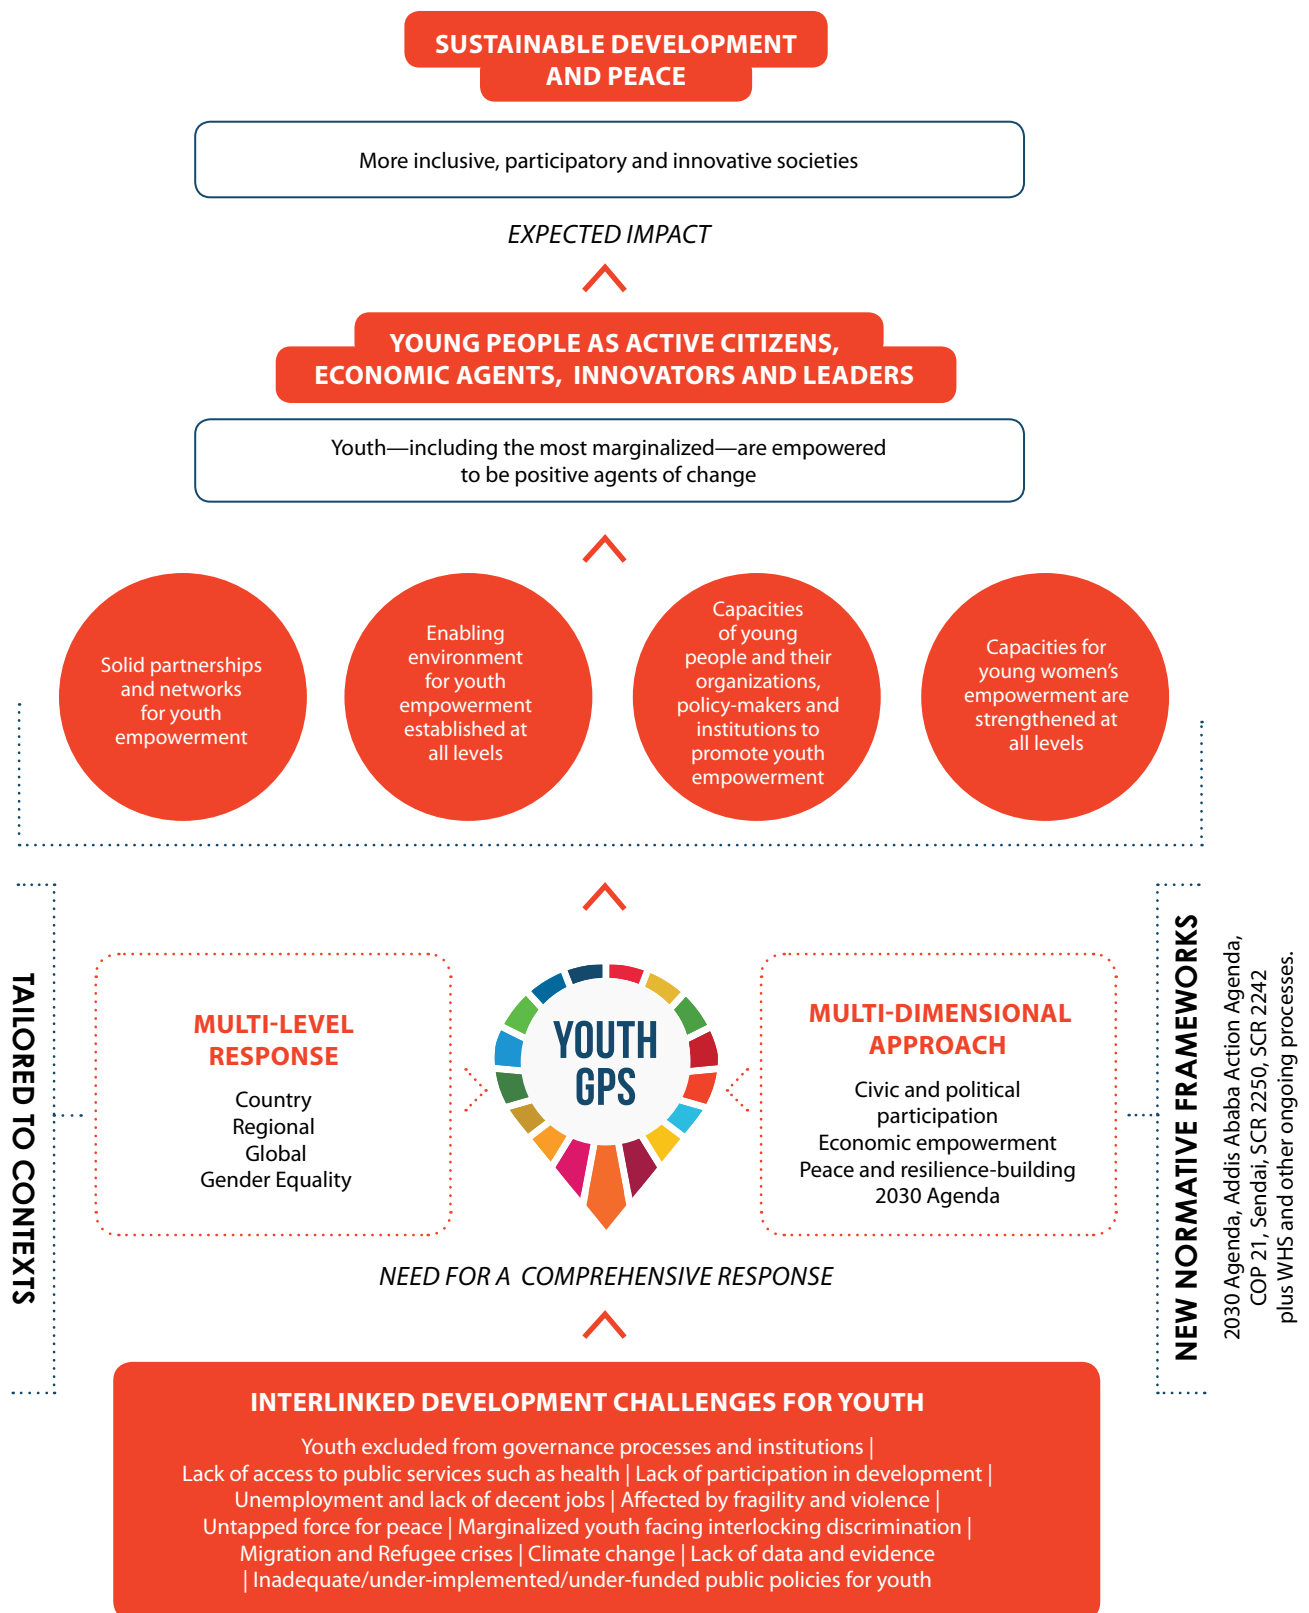 SUSTAINABLE DEVELOPMENT
AND PEACE
More inclusive, participatory and innovative societies
EXPECTED IMPACT
YOUNG PEOPLE AS ACTIVE CITIZENS,
ECONOMIC AGENTS, INNOVATORS AND LEADERS
Youth—including the most marginalized—are empowered
to be positive agents of change
Solid partnerships
and networks
for youth
empowerment
Enabling
environment
for youth
empowerment
established at
all levels
Capacities
of young
people and their
organizations,
policy-makers and
institutions to
promote youth
empowerment
Capacities for
young women’s
empowerment are
strengthened at
all levels
TAILORED TO CONTEXTS
MULTI-LEVEL
RESPONSE
Country
Regional
Global
Gender Equality
YOUTH
GPS
MULTI-DIMENSIONAL
APPROACH
Civic and political
participation
Economic empowerment
Peace and resilience-building
2030 Agenda
NEW NORMATIVE FRAMEWORKS
2030 Agenda, Addis Ababa Action Agenda,
COP 21, Sendai, SCR 2250, SCR 2242
plus WHS and other ongoing processes.
NEED FOR A COMPREHENSIVE RESPONSE
INTERLINKED DEVELOPMENT CHALLENGES FOR YOUTH
Youth excluded from governance processes and institutions |
Lack of access to public services such as health | Lack of participation in development |
Unemployment and lack of decent jobs | Affected by fragility and violence |
Untapped force for peace | Marginalized youth facing interlocking discrimination |
Migration and Refugee crises | Climate change | Lack of data and evidence
| Inadequate/under-implemented/under-funded public policies for youth